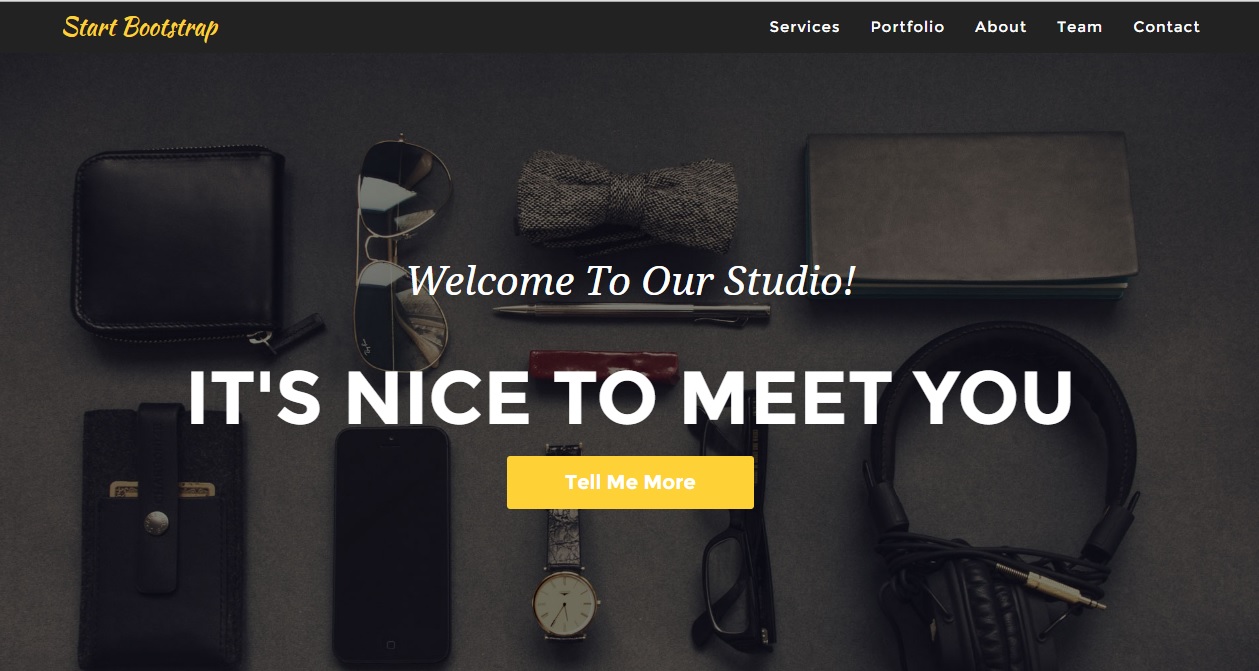 Start Bootstrap
Services Portfolio About Team Contact
Welcome To Our Studio!
IT'S NICE TO MEET YOU
Tell Me More